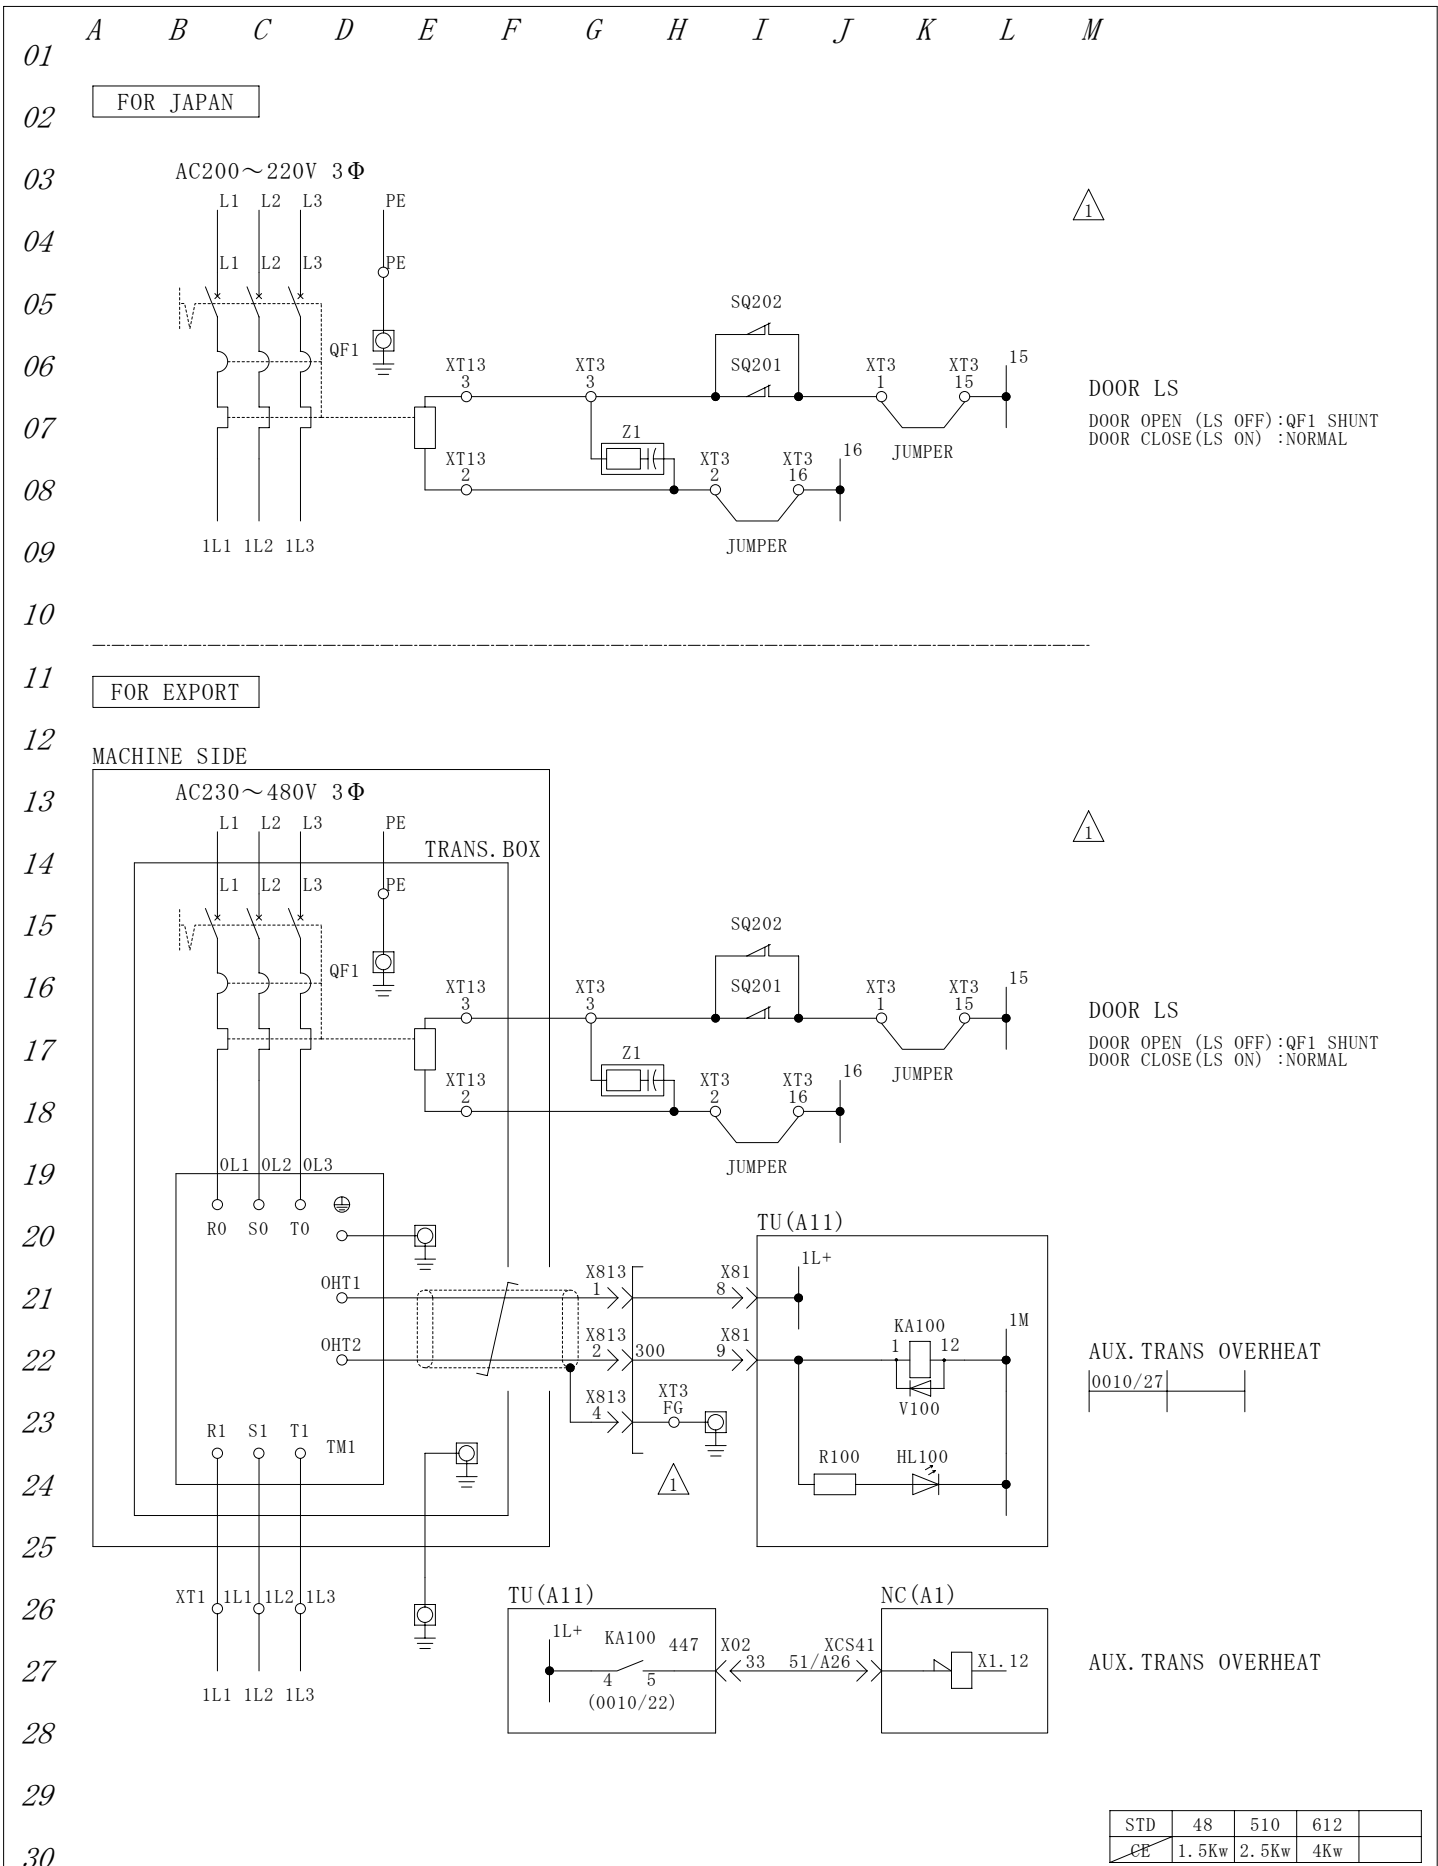 A B C D E F G H I J K L M
01
FOR JAPAN
02
AC200～220V 3Φ
03
L1 L2 L3 PE
1
04
L1 L2 L3 PE
05
SQ202
QF1
06
XT13 XT3 SQ201 XT3 XT3 15
3 3 1 15
DOOR LS
07
DOOR OPEN (LS OFF):QF1 SHUNT
DOOR CLOSE(LS ON) :NORMAL
Z1
JUMPER
XT13 XT3 XT3 16
2 2 16
08
JUMPER
09
1L1 1L2 1L3
10
11
FOR EXPORT
12
MACHINE SIDE
13
AC230～480V 3Φ
L1 L2 L3 PE
1
14
TRANS.BOX
L1 L2 L3 PE
15
SQ202
QF1
16
XT13 XT3 SQ201 XT3 XT3 15
3 3 1 15
DOOR LS
17
DOOR OPEN (LS OFF):QF1 SHUNT
DOOR CLOSE(LS ON) :NORMAL
Z1
JUMPER
XT13 XT3 XT3 16
2 2 16
18
JUMPER
19
0L1 0L2 0L3
R0 S0 T0
20
TU(A11)
OHT1 X813 X81 1L+
21
1 8
OHT2 X813 X81 KA100 1M
22
2 300 9 1 12
AUX.TRANS OVERHEAT
0010/27
V100
X813 XT3
4 FG
23
R1 S1 T1 TM1
R100 HL100
24
1
25
26
XT1 1L1 1L2 1L3
TU(A11) NC(A1)
1L+ KA100 447 X02 XCS41
27
33 51/A26 X1.12
AUX.TRANS OVERHEAT
4 5
(0010/22)
1L1 1L2 1L3
28
29
STD 48 510 612
CE 1.5Kw 2.5Kw 4Kw
30